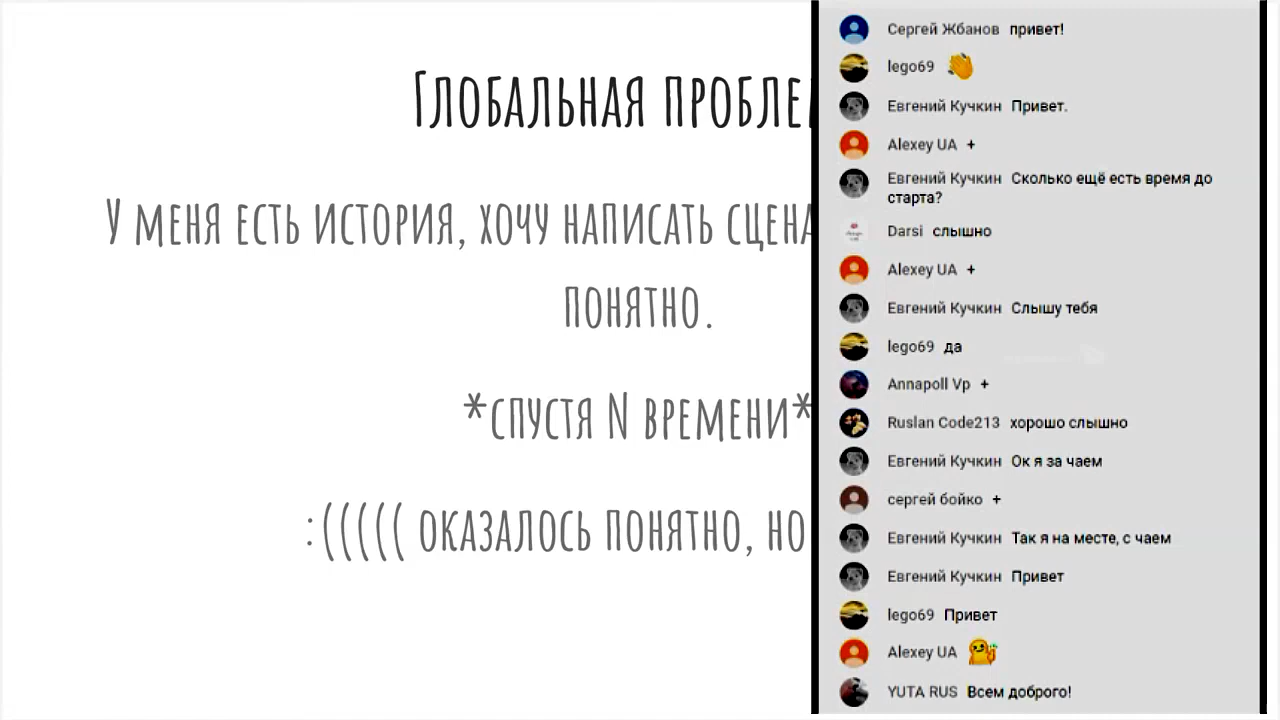 Глобальная
У меня есть история, хочу написать
понятно.
*спустя N времени*
:((((( оказалось понятно, но
Сергей Жбанов привет!
lego69 👏
Евгений Кучкин Привет.
Alexey UA +
Евгений Кучкин Сколько ещё есть время до
старта?
Darsi слышно
Alexey UA +
Евгений Кучкин Слышу тебя
lego69 да
Annapoll Vp +
Ruslan Code213 хорошо слышно
Евгений Кучкин Ок я за чаем
сергей бойко +
Евгений Кучкин Так я на месте, с чаем
Евгений Кучкин Привет
lego69 Привет
Alexey UA
YUTA RUS Всем доброго!